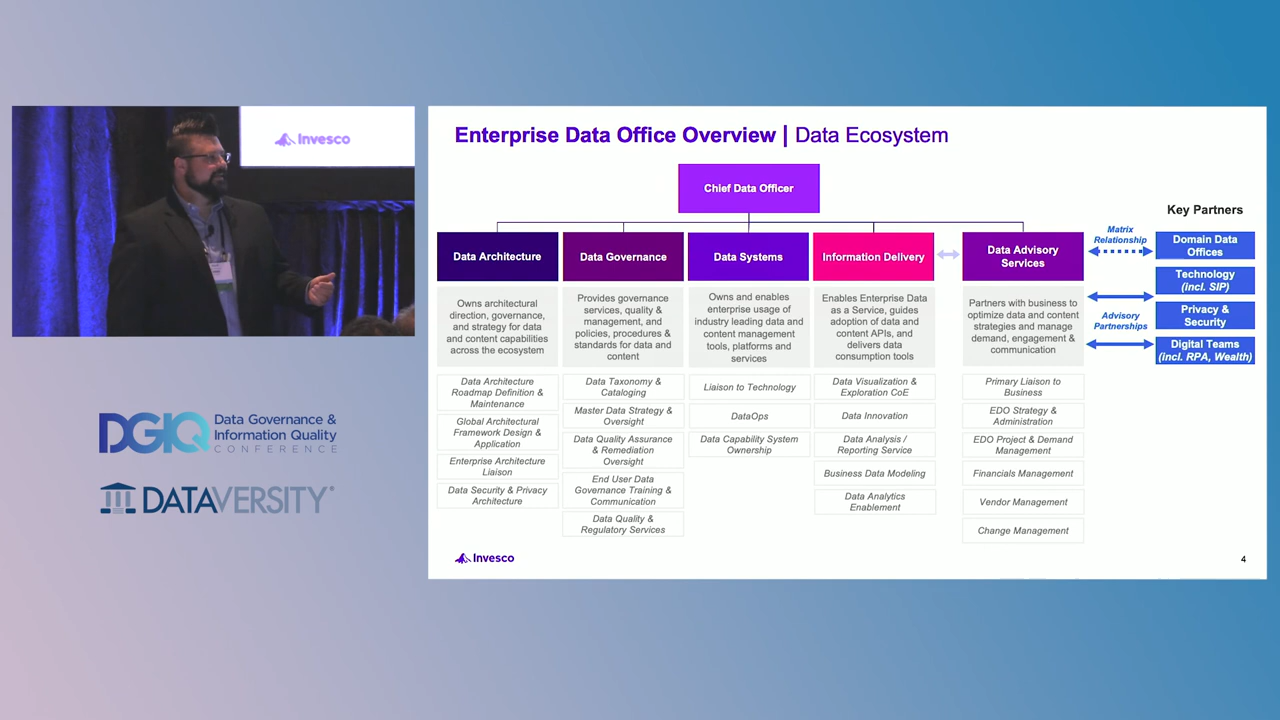 Invesco
DGIQ
Data Governance &
Information Quality
CONFERENCE
DATAVERSITY
Enterprise Data Office Overview | Data Ecosystem
Chief Data Officer
Data Architecture
Owns architectural
direction, governance,
and strategy for data
and content capabilities
across the ecosystem
Data Architecture
Roadmap Definition &
Maintenance
Global Architectural
Framework Design &
Application
Enterprise Architecture
Liaison
Data Security & Privacy
Architecture
Data Governance
Provides governance
services, quality &
management, and
policies, procedures &
standards for data and
content
Data Taxonomy &
Cataloging
Master Data Strategy &
Oversight
Data Quality Assurance
& Remediation
Oversight
End User Data
Governance Training &
Communication
Data Quality &
Regulatory Services
Data Systems
Owns and enables
enterprise usage of
industry leading data and
content management
tools, platforms and
services
Liaison to Technology
DataOps
Data Capability System
Ownership
Information Delivery
Enables Enterprise Data
as a Service, guides
adoption of data and
content APIs, and
delivers data
consumption tools
Data Visualization &
Exploration CoE
Data Innovation
Data Analysis /
Reporting Service
Business Data Modeling
Data Analytics
Enablement
Data Advisory
Services
Partners with business to
optimize data and content
strategies and manage
demand, engagement &
communication
Primary Liaison to
Business
EDO Strategy &
Administration
EDO Project & Demand
Management
Financials Management
Vendor Management
Change Management
Key Partners
Matrix
Relationship
Domain Data
Offices
Technology
(incl. SIP)
Advisory
Partnerships
Privacy &
Security
Digital Teams
(incl. RPA, Wealth)
Invesco
4